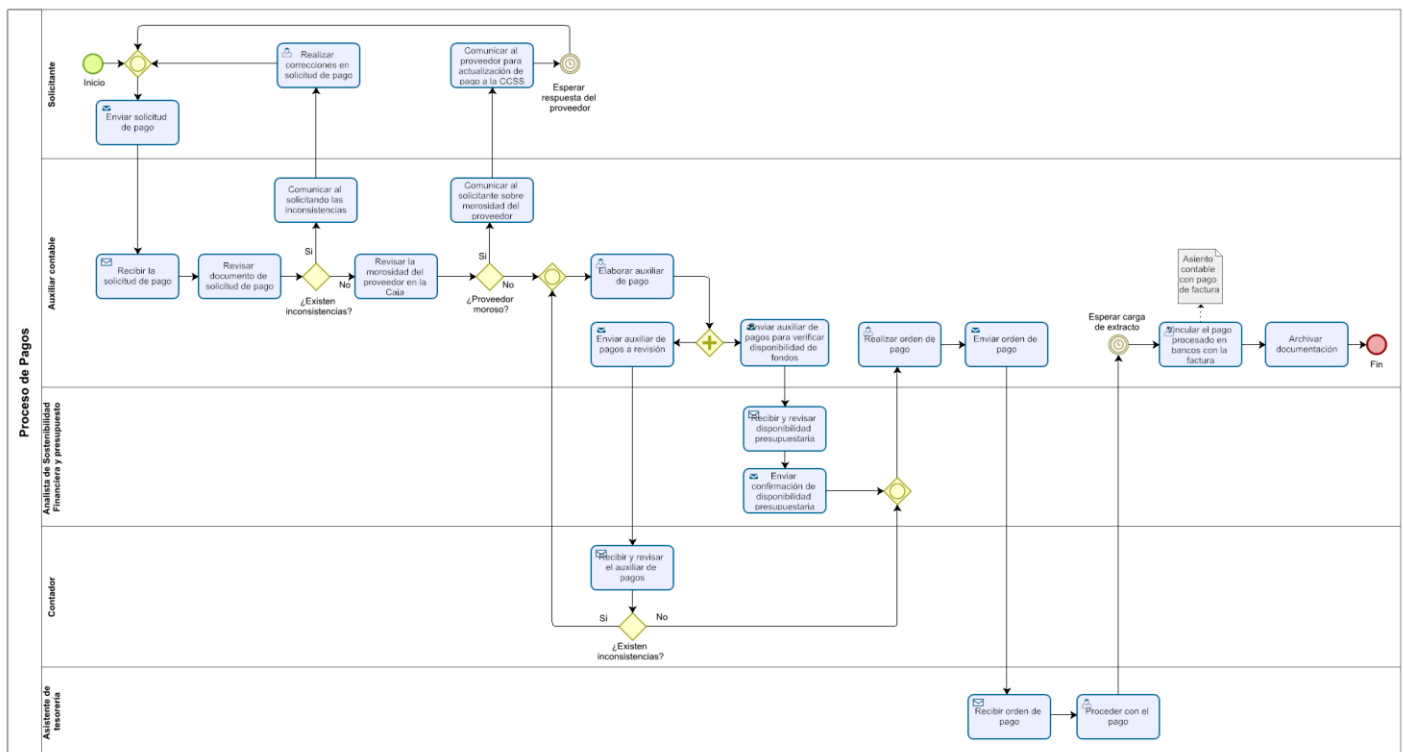 Proceso de Pagos
Solicitante
Inicio
Enviar solicitud
de pago
Realizar
correcciones en
solicitud de pago
Comunicar al
proveedor para
actualización de
pago a la CCSS
Esperar
respuesta del
proveedor
Auxiliar contable
Recibir la
solicitud de pago
Revisar
documento de
solicitud de pago
Comunicar al
solicitando las
inconsistencias
Si
¿Existen
inconsistencias?
No
Revisar la
morosidad del
proveedor en la
Caja
Comunicar al
solicitante sobre
morosidad del
proveedor
Si
¿Proveedor
moroso?
No
Elaborar auxiliar
de pago
Enviar auxiliar de
pagos a revisión
Enviar auxiliar de
pagos para verificar
disponibilidad de
fondos
Realizar orden de
pago
Enviar orden de
pago
Esperar carga
de extracto
Asiento
contable
con pago
de factura
Vincular el pago
procesado en
bancos con la
factura
Archivar
documentación
Fin
Analista de Sostenibilidad
Financiera y presupuesto
Recibir y revisar
disponibilidad
presupuestaria
Enviar
confirmación de
disponibilidad
presupuestaria
Contador
Recibir y revisar
el auxiliar de
pagos
Si
No
¿Existen
inconsistencias?
Asistente de
tesorería
Recibir orden de
pago
Proceder con el
pago